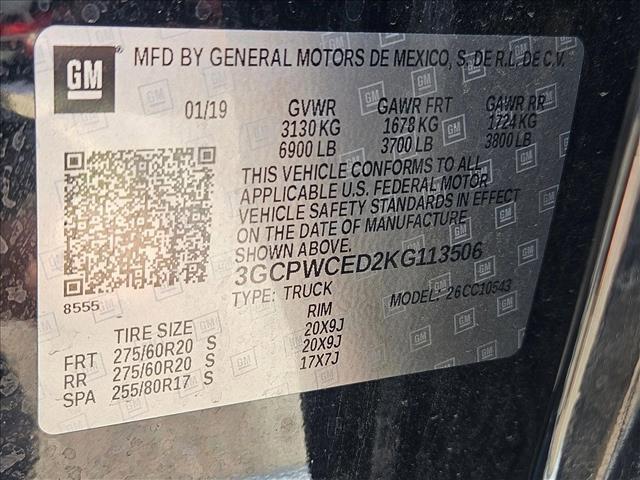 GM
MFD BY GENERAL MOTORS DE MEXICO, S. DE R.L. DE C.V.
01/19 GVWR GAWR FRT GAWR RR
3130 KG 1678 KG 1724 KG
6900 LB 3700 LB 3800 LB
THIS VEHICLE CONFORMS TO ALL
APPLICABLE U.S. FEDERAL MOTOR
VEHICLE SAFETY STANDARDS IN EFFECT
ON THE DATE OF MANUFACTURE
SHOWN ABOVE.
3GCPWCED2KG113506
8555 TYPE: TRUCK MODEL: 26CC10543
TIRE SIZE RIM
FRT 275/60R20 S 20X9J
RR 275/60R20 S 20X9J
SPA 255/80R17 S 17X7J